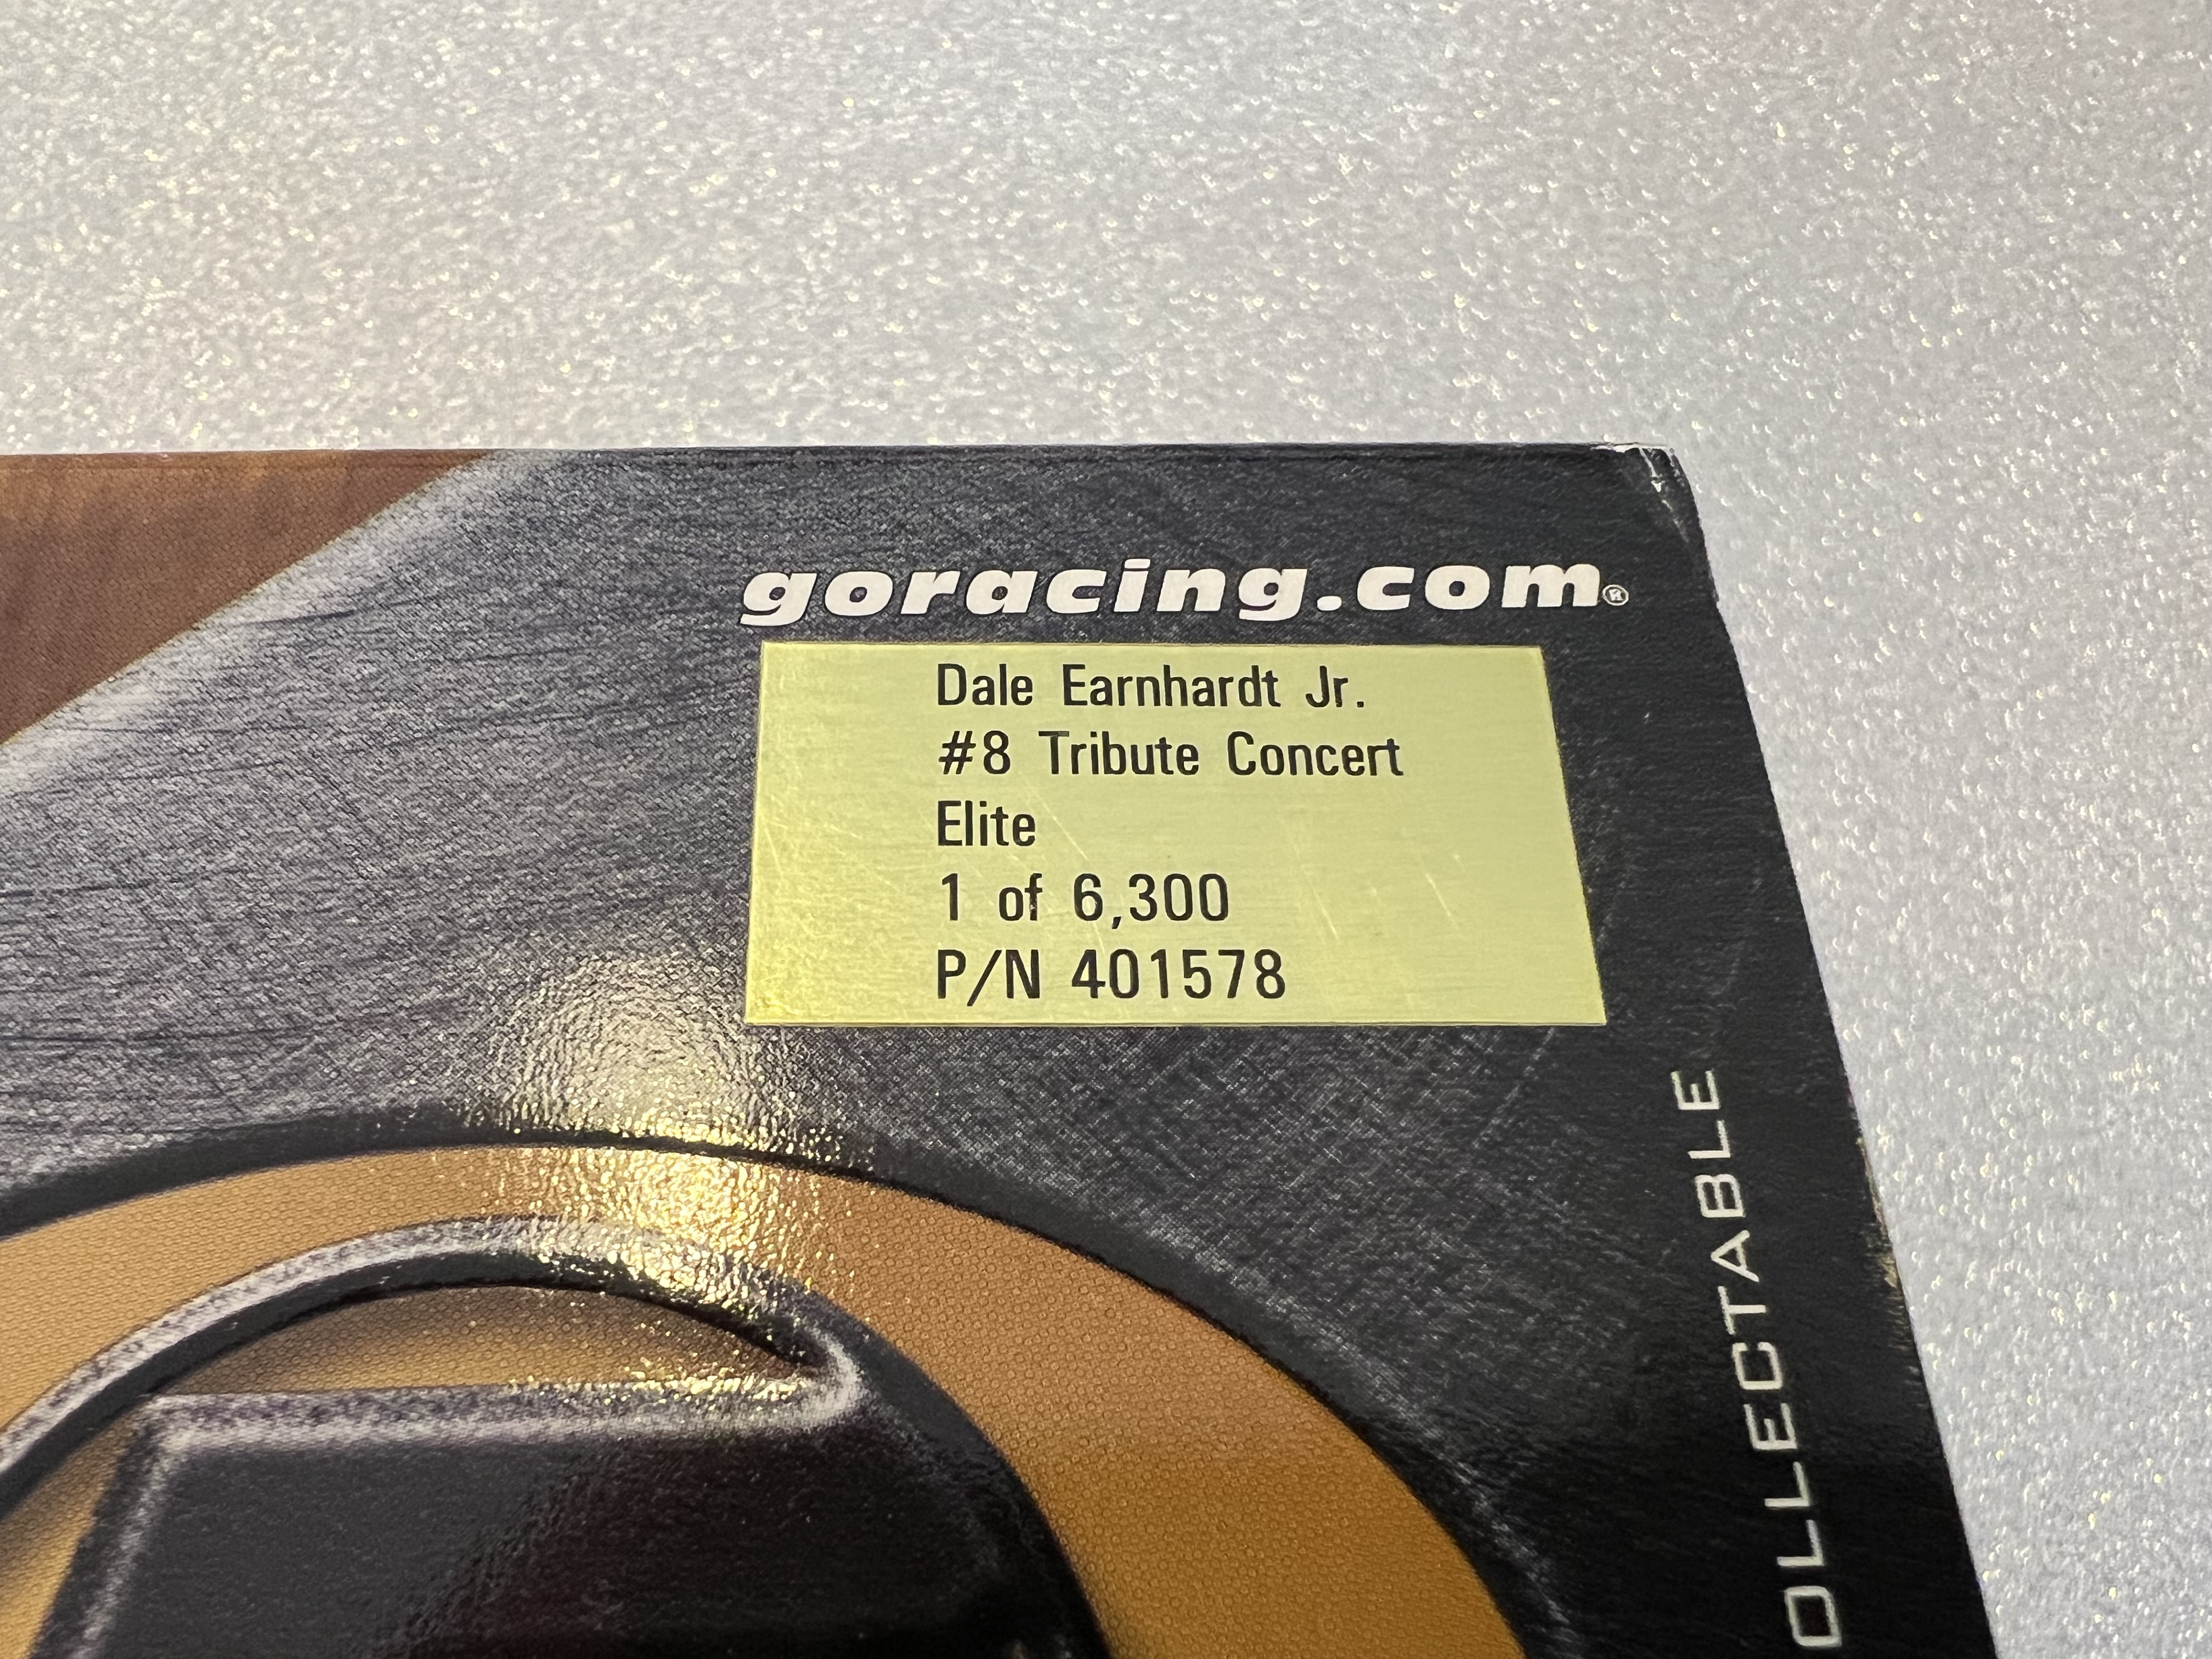 goracing.com®
Dale Earnhardt Jr.
#8 Tribute Concert
Elite
1 of 6,300
P/N 401578
OLLECTABLE